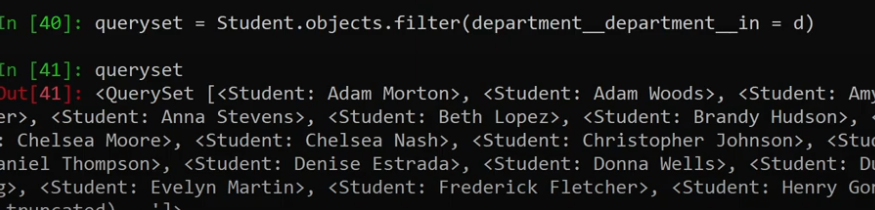 In [40]: queryset = Student.objects.filter(department__department__in = d)
In [41]: queryset
Out[41]: <QuerySet [<Student: Adam Morton>, <Student: Adam Woods>, <Student: Amy
er>, <Student: Anna Stevens>, <Student: Beth Lopez>, <Student: Brandy Hudson>, <
: Chelsea Moore>, <Student: Chelsea Nash>, <Student: Christopher Johnson>, <Stud
aniel Thompson>, <Student: Denise Estrada>, <Student: Donna Wells>, <Student: Du
g>, <Student: Evelyn Martin>, <Student: Frederick Fletcher>, <Student: Henry Gon
truncated)...']>